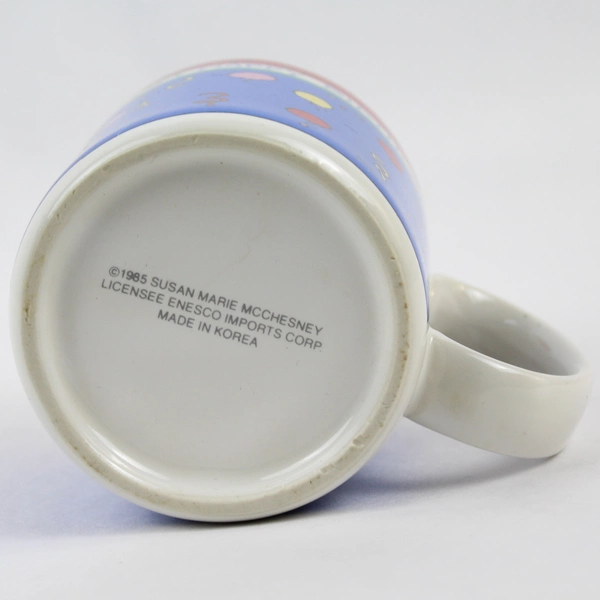 ©1985 SUSAN MARIE MCCHESNEY
LICENSEE ENESCO IMPORTS CORP
MADE IN KOREA